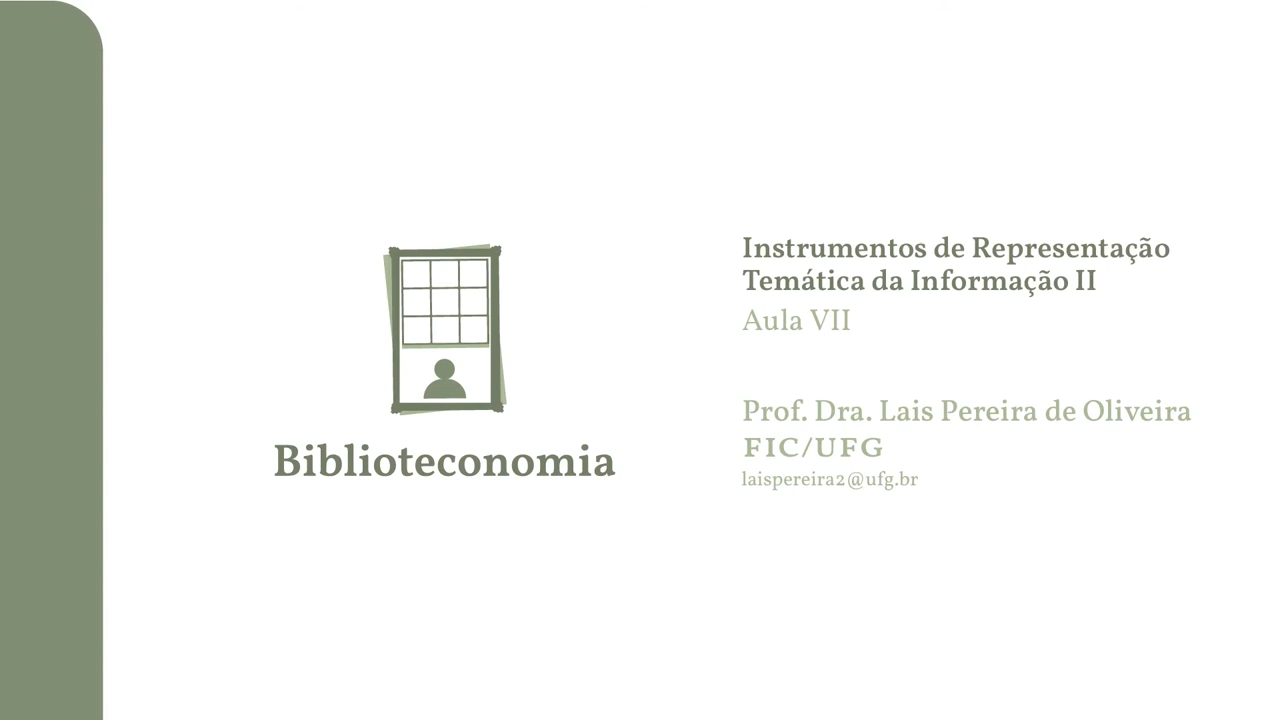 Biblioteconomia
Instrumentos de Representação
Temática da Informação II
Aula VII
Prof. Dra. Lais Pereira de Oliveira
FIC/UFG
laispereira2@ufg.br